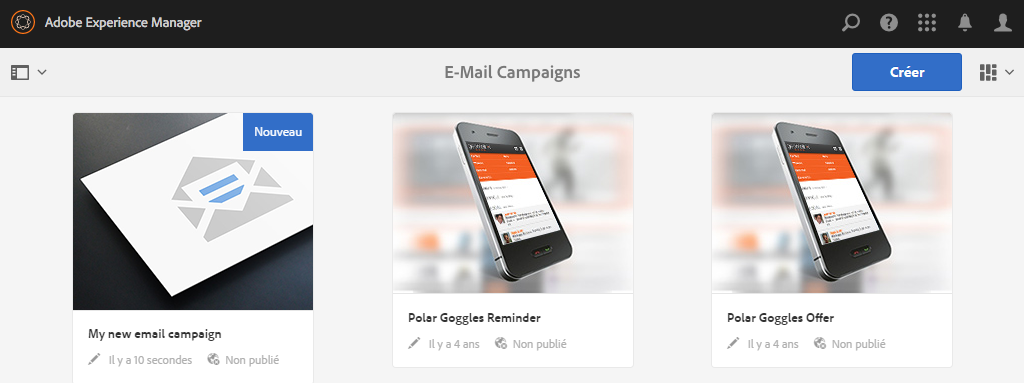 Adobe Experience Manager
E-Mail Campaigns
Créer
Nouveau
My new email campaign
Il y a 10 secondes Non publié
Polar Goggles Reminder
Il y a 4 ans Non publié
Polar Goggles Offer
Il y a 4 ans Non publié